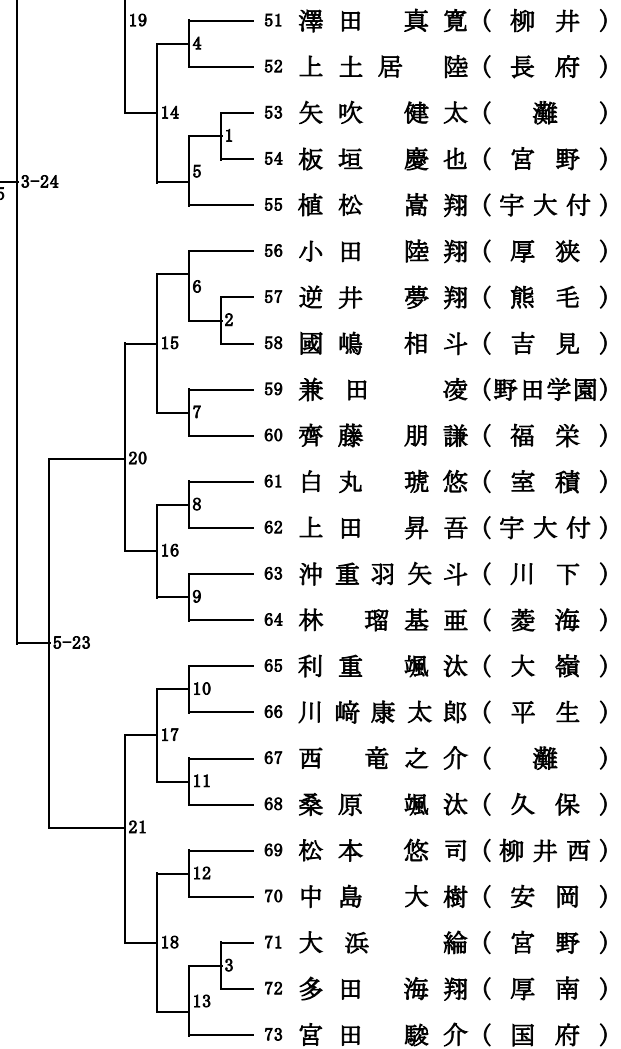 19
51 澤田 真寛(柳井)
4
52 上土居 陸(長府)
14
53 矢吹 健太(灘)
1
54 板垣 慶也(宮野)
5
3-24
55 植松 嵩翔(宇大付)
56 小田 陸翔(厚狭)
6
57 逆井 夢翔(熊毛)
2
15
58 國嶋 相斗(吉見)
59 兼田 凌(野田学園)
7
60 齊藤 朋謙(福栄)
20
61 白丸 琥悠(室積)
8
62 上田 昇吾(宇大付)
16
63 沖重羽矢斗(川下)
9
64 林 瑠基亜(菱海)
5-23
65 利重 颯汰(大嶺)
10
66 川﨑康太郎(平生)
17
67 西 竜之介(灘)
11
68 桑原 颯汰(久保)
21
69 松本 悠司(柳井西)
12
70 中島 大樹(安岡)
18
71 大浜 綸(宮野)
3
72 多田 海翔(厚南)
13
73 宮田 駿介(国府)